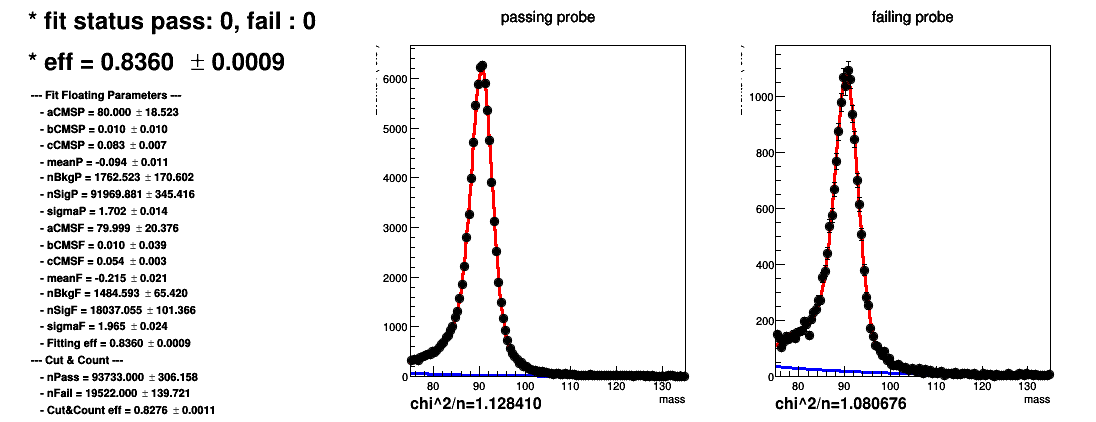 * fit status pass: 0, fail : 0
* eff = 0.8360 ± 0.0009
--- Fit Floating Parameters ---
- aCMSP = 80.000 ± 18.523
- bCMSP = 0.010 ± 0.010
- cCMSP = 0.083 ± 0.007
- meanP = -0.094 ± 0.011
- nBkgP = 1762.523 ± 170.602
- nSigP = 91969.881 ± 345.416
- sigmaP = 1.702 ± 0.014
- aCMSF = 79.999 ± 20.376
- bCMSF = 0.010 ± 0.039
- cCMSF = 0.054 ± 0.003
- meanF = -0.215 ± 0.021
- nBkgF = 1484.593 ± 65.420
- nSigF = 18037.055 ± 101.366
- sigmaF = 1.965 ± 0.024
- Fitting eff = 0.8360 ± 0.0009
--- Cut & Count ---
- nPass = 93733.000 ± 306.158
- nFail = 19522.000 ± 139.721
- Cut&Count eff = 0.8276 ± 0.0011
passing probe
6000
5000
4000
3000
2000
1000
0
80 90 100 110 120 130
mass
chi^2/n=1.128410
failing probe
1000
800
600
400
200
0
80 90 100 110 120 130
mass
chi^2/n=1.080676